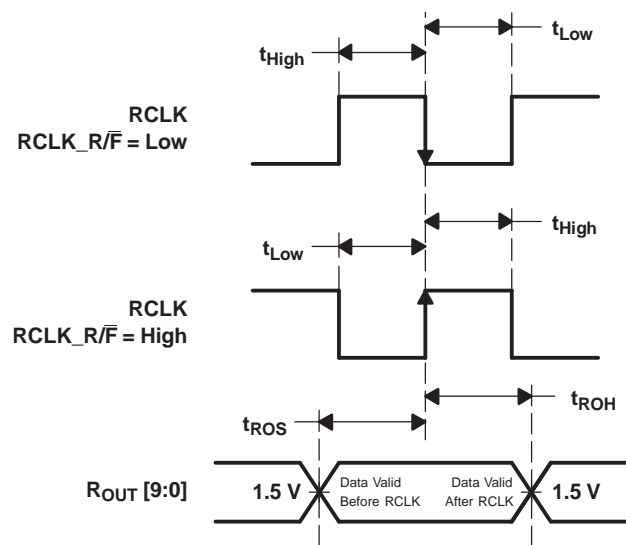 tHigh
tLow
RCLK
RCLK_R/F̅ = Low
tLow
tHigh
RCLK
RCLK_R/F̅ = High
tROS
tROH
ROUT [9:0]
1.5 V
Data Valid
Before RCLK
Data Valid
After RCLK
1.5 V